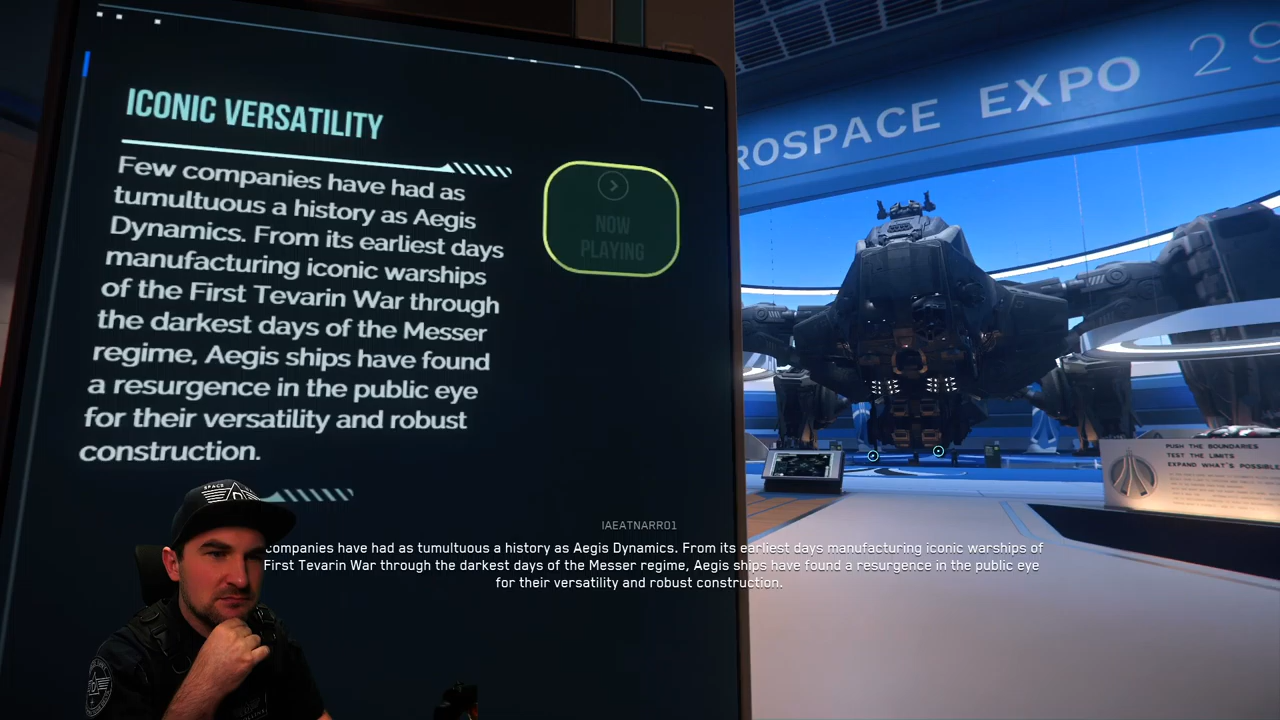 ICONIC VERSATILITY
Few companies have had as
tumultuous a history as Aegis
Dynamics. From its earliest days
manufacturing iconic warships
of the First Tevarin War through
the darkest days of the Messer
regime, Aegis ships have found
a resurgence in the public eye
for their versatility and robust
construction.
NOW
PLAYING
ROSPACE EXPO 29
PUSH THE BOUNDARIES
TEST THE LIMITS
EXPAND WHAT'S POSSIBLE
SPACE
IAEATNARR01
companies have had as tumultuous a history as Aegis Dynamics. From its earliest days manufacturing iconic warships of
First Tevarin War through the darkest days of the Messer regime, Aegis ships have found a resurgence in the public eye
for their versatility and robust construction.